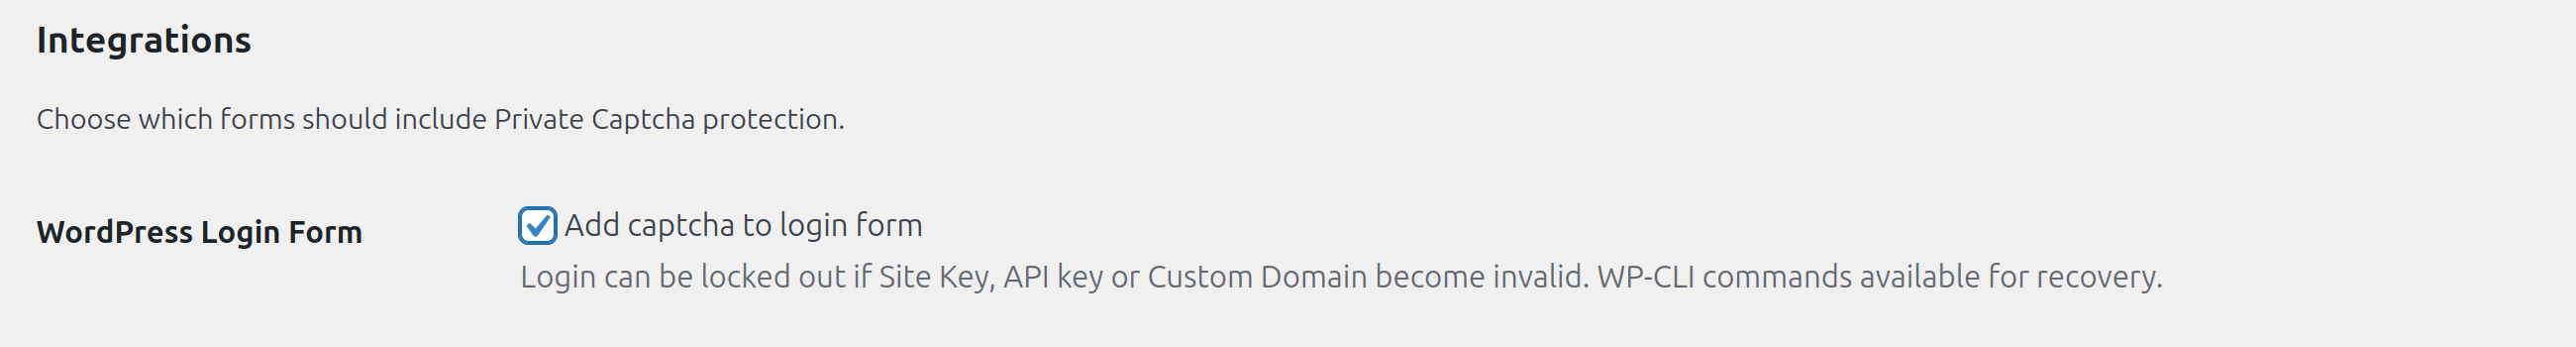 Integrations
Choose which forms should include Private Captcha protection.
WordPress Login Form
Add captcha to login form
Login can be locked out if Site Key, API key or Custom Domain become invalid. WP-CLI commands available for recovery.